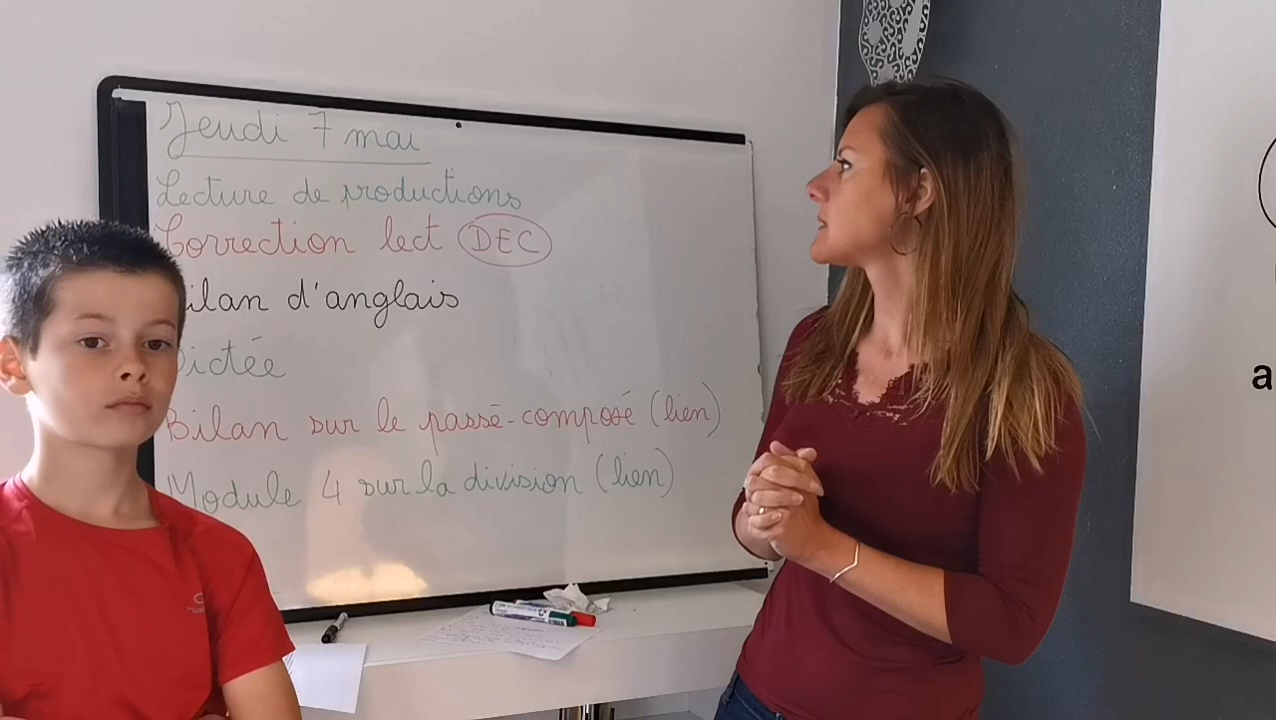 Jeudi 7 mai
Lecture de productions
Correction lect DEC
ilan d'anglais
Dictée
Bilan sur le passé-composé (lien)
Module 4 sur la division (lien)
a